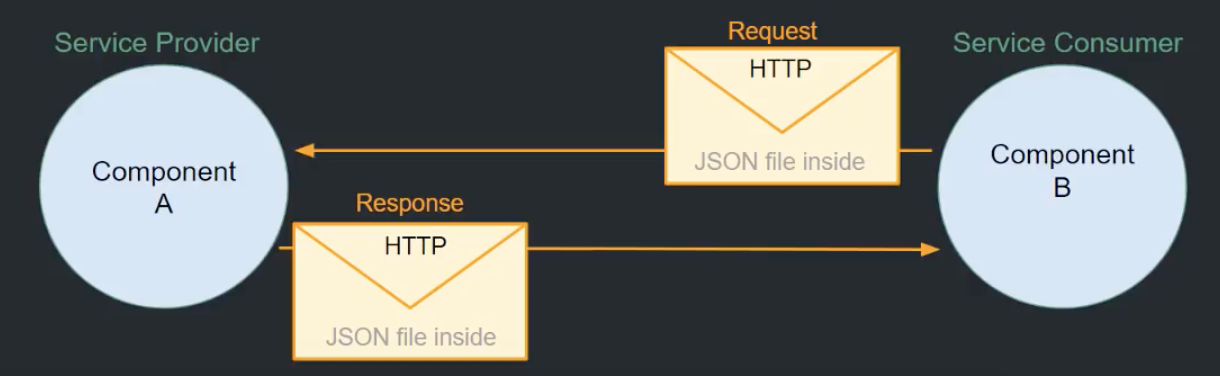 Service Provider
Request
Service Consumer
HTTP
JSON file inside
Component
A
Component
B
Response
HTTP
JSON file inside